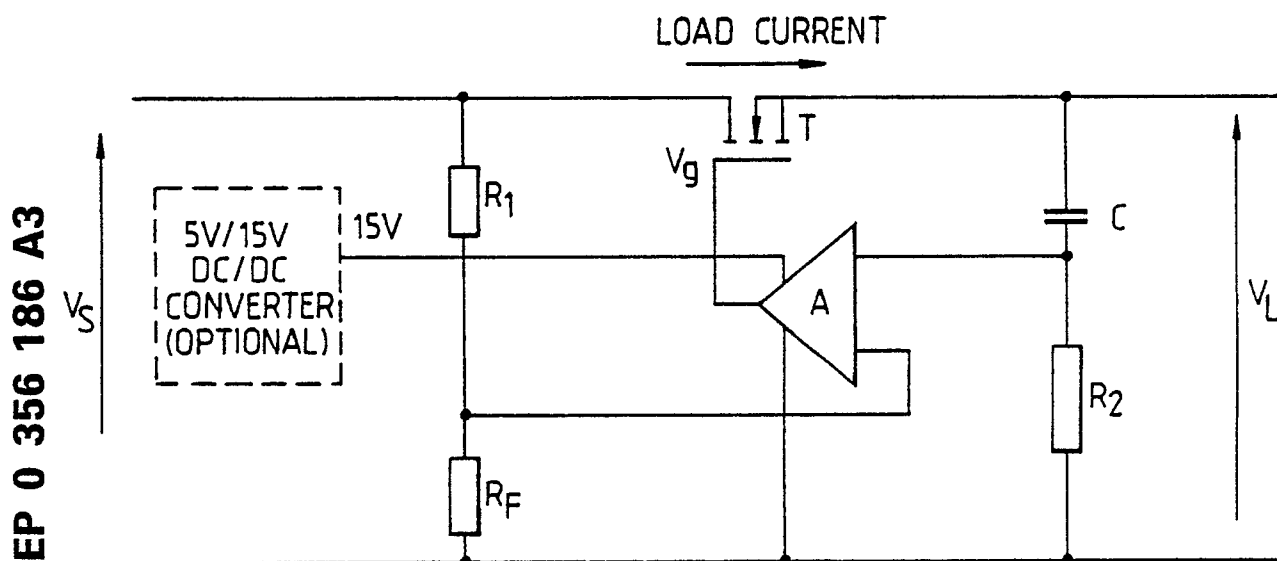 EP 0 356 186 A3
LOAD CURRENT
T
Vg
R1
5V/15V
DC/DC
CONVERTER
(OPTIONAL)
15V
VS
C
A
VL
R2
RF